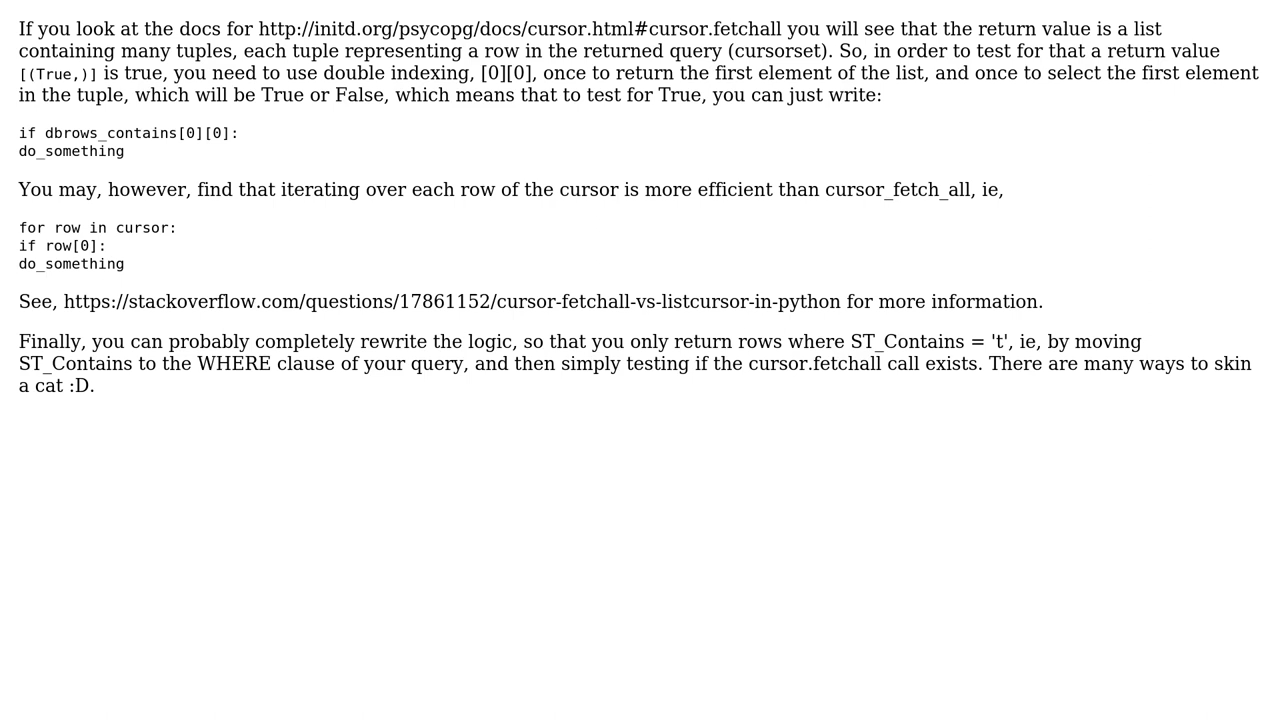 If you look at the docs for http://initd.org/psycopg/docs/cursor.html#cursor.fetchall you will see that the return value is a list
containing many tuples, each tuple representing a row in the returned query (cursorset). So, in order to test for that a return value
[(True,)] is true, you need to use double indexing, [0][0], once to return the first element of the list, and once to select the first element
in the tuple, which will be True or False, which means that to test for True, you can just write:
if dbrows_contains[0][0]:
do_something
You may, however, find that iterating over each row of the cursor is more efficient than cursor_fetch_all, ie,
for row in cursor:
if row[0]:
do_something
See, https://stackoverflow.com/questions/17861152/cursor-fetchall-vs-listcursor-in-python for more information.
Finally, you can probably completely rewrite the logic, so that you only return rows where ST_Contains = 't', ie, by moving
ST_Contains to the WHERE clause of your query, and then simply testing if the cursor.fetchall call exists. There are many ways to skin
a cat :D.